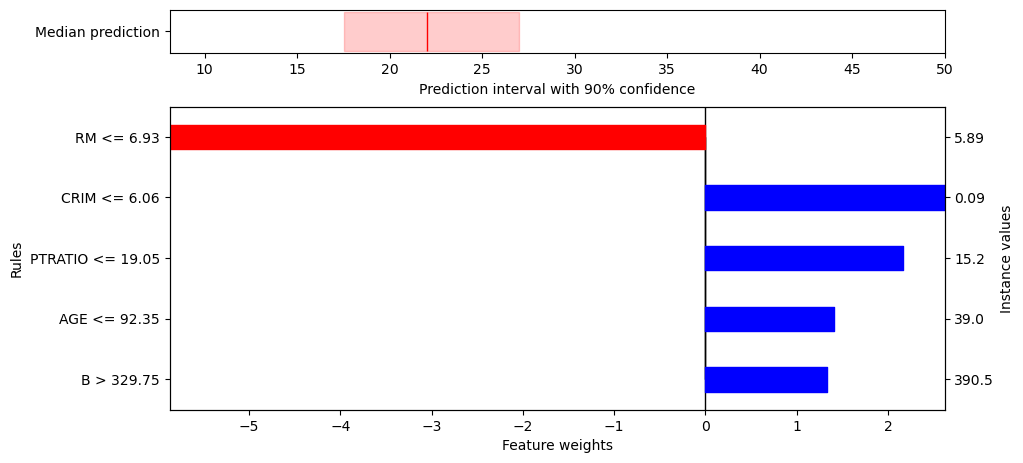 Median prediction
10 15 20 25 30 35 40 45 50
Prediction interval with 90% confidence
RM <= 6.93 5.89
CRIM <= 6.06 0.09
PTRATIO <= 19.05 15.2
AGE <= 92.35 39.0
B > 329.75 390.5
Rules
Instance values
−5 −4 −3 −2 −1 0 1 2
Feature weights